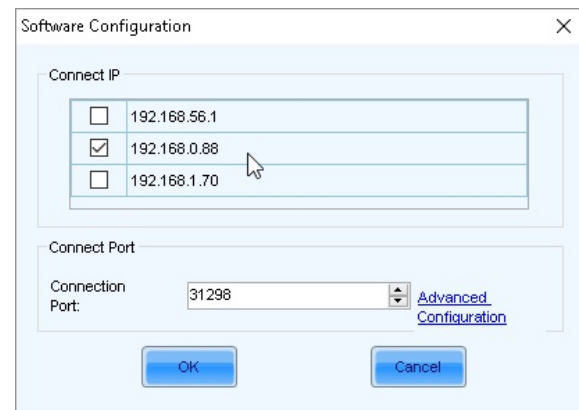 Software Configuration
Connect IP
192.168.56.1
192.168.0.88
192.168.1.70
Connect Port
Connection
Port:
31298
Advanced
Configuration
OK
Cancel